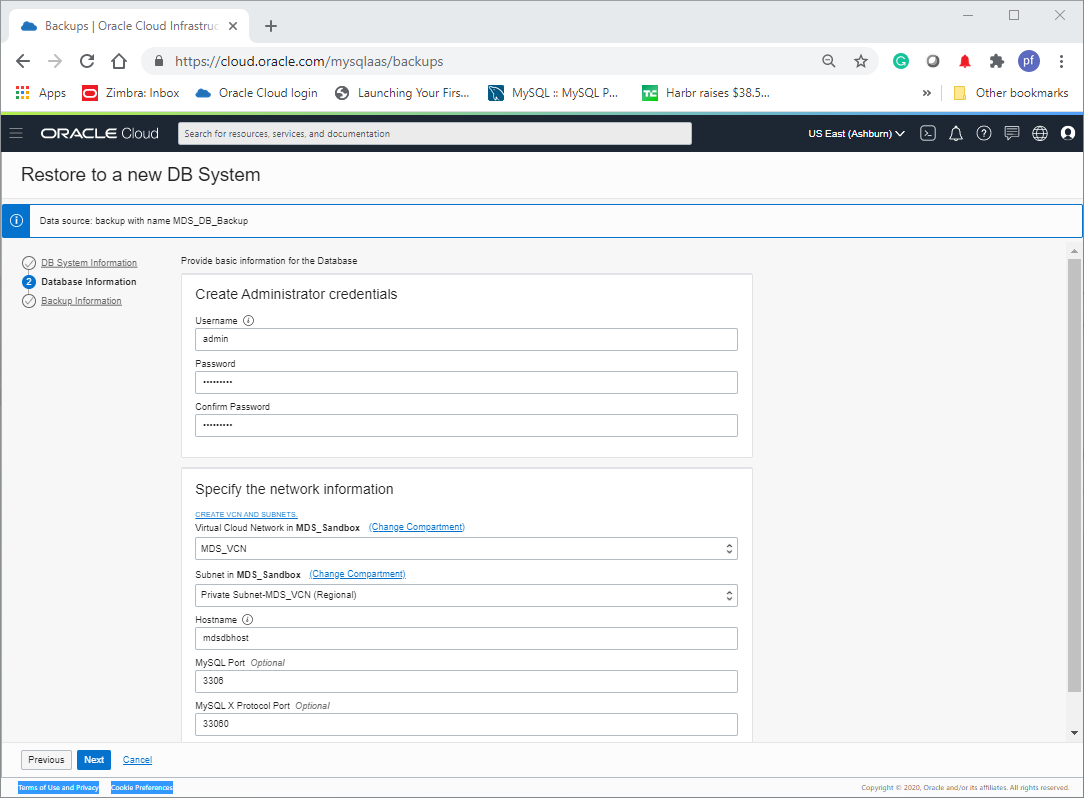 Backups | Oracle Cloud Infrastruc
https://cloud.oracle.com/mysqlaas/backups
pf
Apps
Zimbra: Inbox
Oracle Cloud login
Launching Your Firs...
MySQL :: MySQL P...
TC
Harbr raises $38.5...
»
Other bookmarks
ORACLE Cloud
Search for resources, services, and documentation
US East (Ashburn)
Restore to a new DB System
Data source: backup with name MDS_DB_Backup
DB System Information
2 Database Information
Backup Information
Provide basic information for the Database
Create Administrator credentials
Username
admin
Password
•••••••••
Confirm Password
•••••••••
Specify the network information
CREATE VCN AND SUBNETS.
Virtual Cloud Network in MDS_Sandbox (Change Compartment)
MDS_VCN
Subnet in MDS_Sandbox (Change Compartment)
Private Subnet-MDS_VCN (Regional)
Hostname
mdsdbhost
MySQL Port Optional
3306
MySQL X Protocol Port Optional
33060
Previous
Next
Cancel
Terms of Use and Privacy
Cookie Preferences
Copyright © 2020, Oracle and/or its affiliates. All rights reserved.